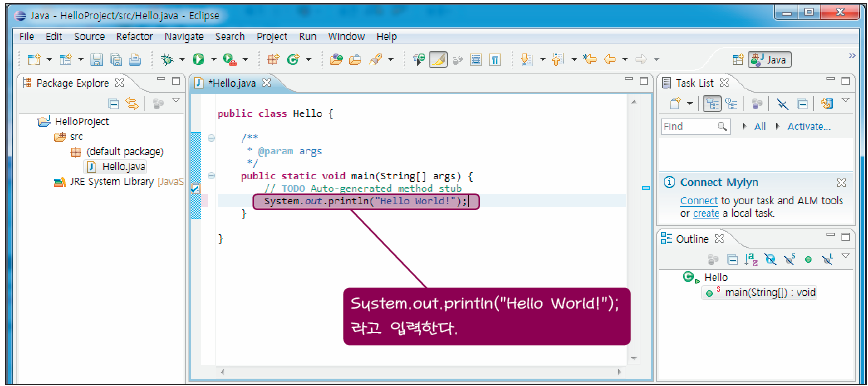 Java - HelloProject/src/Hello.java - Eclipse
File Edit Source Refactor Navigate Search Project Run Window Help
Java
Package Explore
HelloProject
src
(default package)
Hello.java
JRE System Library [JavaS
*Hello.java
public class Hello {
/**
* @param args
*/
public static void main(String[] args) {
// TODO Auto-generated method stub
System.out.println("Hello World!");
}
}
System.out.println("Hello World!");
라고 입력한다.
Task List
Find All Activate...
Connect Mylyn
Connect to your task and ALM tools
or create a local task.
Outline
Hello
main(String[]) : void